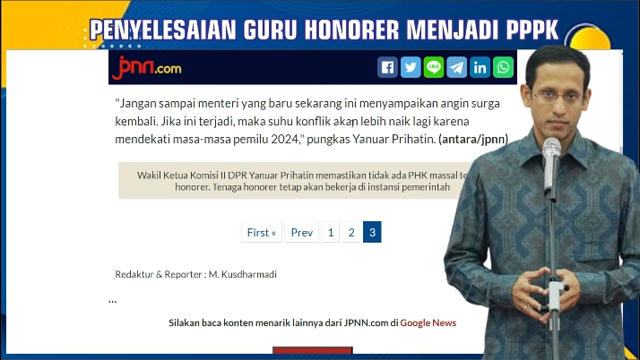 PENYELESAIAN GURU HONORER MENJADI PPPK
jpnn.com
LINE
"Jangan sampai menteri yang baru sekarang ini menyampaikan angin surga
kembali. Jika ini terjadi, maka suhu konflik akan lebih naik lagi karena
mendekati masa-masa pemilu 2024," pungkas Yanuar Prihatin. (antara/jpnn)
Wakil Ketua Komisi II DPR Yanuar Prihatin memastikan tidak ada PHK massal
honorer. Tenaga honorer tetap akan bekerja di instansi pemerintah
First « Prev 1 2 3
Redaktur & Reporter : M. Kusdharmadi
...
Silakan baca konten menarik lainnya dari JPNN.com di Google News